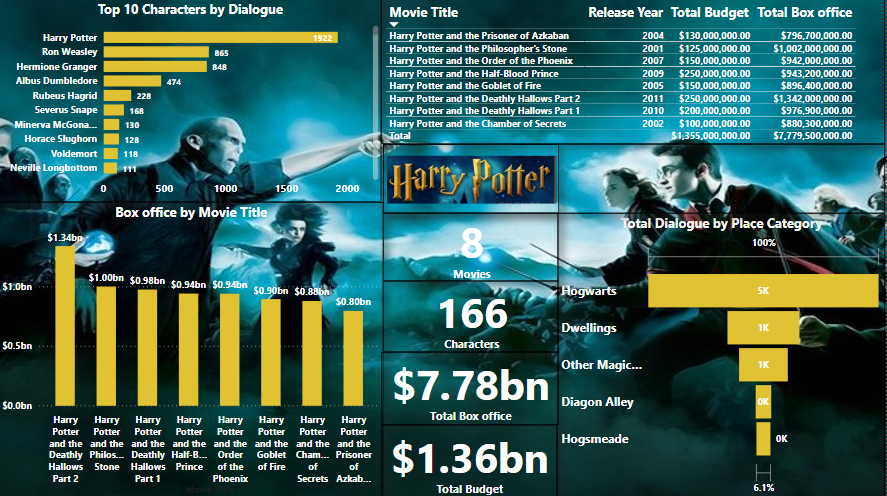 Top 10 Characters by Dialogue
Harry Potter 1922
Ron Weasley 865
Hermione Granger 848
Albus Dumbledore 474
Rubeus Hagrid 228
Severus Snape 168
Minerva McGona... 130
Horace Slughorn 128
Voldemort 118
Neville Longbottom 111
0 500 1000 1500 2000
Movie Title Release Year Total Budget Total Box office
Harry Potter and the Prisoner of Azkaban 2004 $130,000,000.00 $796,700,000.00
Harry Potter and the Philosopher's Stone 2001 $125,000,000.00 $1,002,000,000.00
Harry Potter and the Order of the Phoenix 2007 $150,000,000.00 $942,000,000.00
Harry Potter and the Half-Blood Prince 2009 $250,000,000.00 $943,200,000.00
Harry Potter and the Goblet of Fire 2005 $150,000,000.00 $896,400,000.00
Harry Potter and the Deathly Hallows Part 2 2011 $250,000,000.00 $1,342,000,000.00
Harry Potter and the Deathly Hallows Part 1 2010 $200,000,000.00 $976,900,000.00
Harry Potter and the Chamber of Secrets 2002 $100,000,000.00 $880,300,000.00
Total $1,355,000,000.00 $7,779,500,000.00
Harry Potter
Box office by Movie Title
$1.34bn $1.00bn $0.98bn $0.94bn $0.94bn $0.90bn $0.88bn $0.80bn
$1.0bn
$0.5bn
$0.0bn
Harry Harry Harry Harry Harry Harry Harry Harry
Potter Potter Potter Potter Potter Potter Potter Potter
and the and the and the and the and the and the and the and the
Deathly Philos... Deathly Half-B... Order Goblet Cham... Prisoner
Hallows Stone Hallows Prince of the of Fire of of
Part 2 Part 1 Phoenix Secrets Azkab...
8
Movies
166
Characters
$7.78bn
Total Box office
$1.36bn
Total Budget
Total Dialogue by Place Category
100%
Hogwarts 5K
Dwellings 1K
Other Magic... 1K
Diagon Alley 0K
Hogsmeade 0K
6.1%